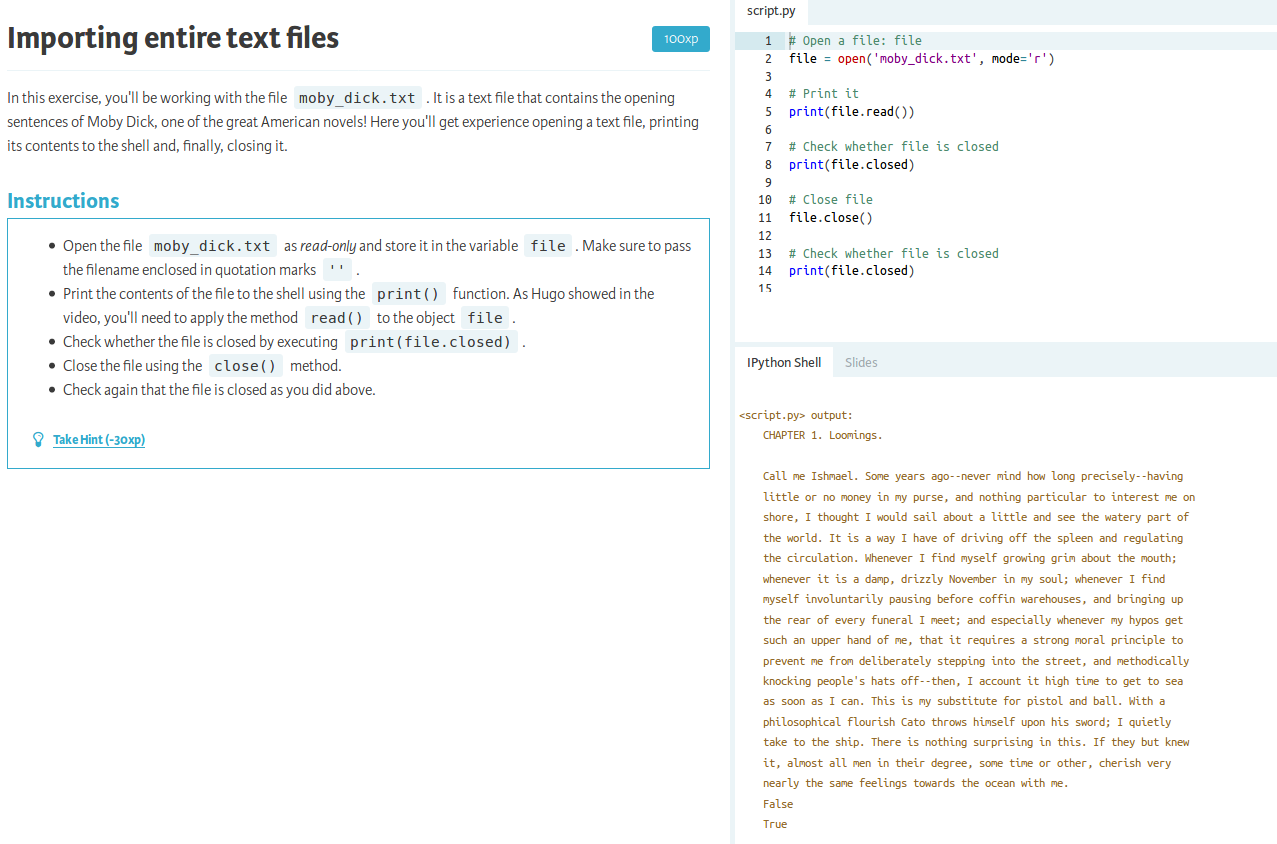 Importing entire text files
100xp
In this exercise, you'll be working with the file moby_dick.txt . It is a text file that contains the opening
sentences of Moby Dick, one of the great American novels! Here you'll get experience opening a text file, printing
its contents to the shell and, finally, closing it.
Instructions
• Open the file moby_dick.txt as read-only and store it in the variable file . Make sure to pass
the filename enclosed in quotation marks '' .
• Print the contents of the file to the shell using the print() function. As Hugo showed in the
video, you'll need to apply the method read() to the object file .
• Check whether the file is closed by executing print(file.closed) .
• Close the file using the close() method.
• Check again that the file is closed as you did above.
Take Hint (-30xp)
script.py
1 # Open a file: file
2 file = open('moby_dick.txt', mode='r')
3
4 # Print it
5 print(file.read())
6
7 # Check whether file is closed
8 print(file.closed)
9
10 # Close file
11 file.close()
12
13 # Check whether file is closed
14 print(file.closed)
15
IPython Shell Slides
<script.py> output:
CHAPTER 1. Loomings.
Call me Ishmael. Some years ago--never mind how long precisely--having
little or no money in my purse, and nothing particular to interest me on
shore, I thought I would sail about a little and see the watery part of
the world. It is a way I have of driving off the spleen and regulating
the circulation. Whenever I find myself growing grim about the mouth;
whenever it is a damp, drizzly November in my soul; whenever I find
myself involuntarily pausing before coffin warehouses, and bringing up
the rear of every funeral I meet; and especially whenever my hypos get
such an upper hand of me, that it requires a strong moral principle to
prevent me from deliberately stepping into the street, and methodically
knocking people's hats off--then, I account it high time to get to sea
as soon as I can. This is my substitute for pistol and ball. With a
philosophical flourish Cato throws himself upon his sword; I quietly
take to the ship. There is nothing surprising in this. If they but knew
it, almost all men in their degree, some time or other, cherish very
nearly the same feelings towards the ocean with me.
False
True